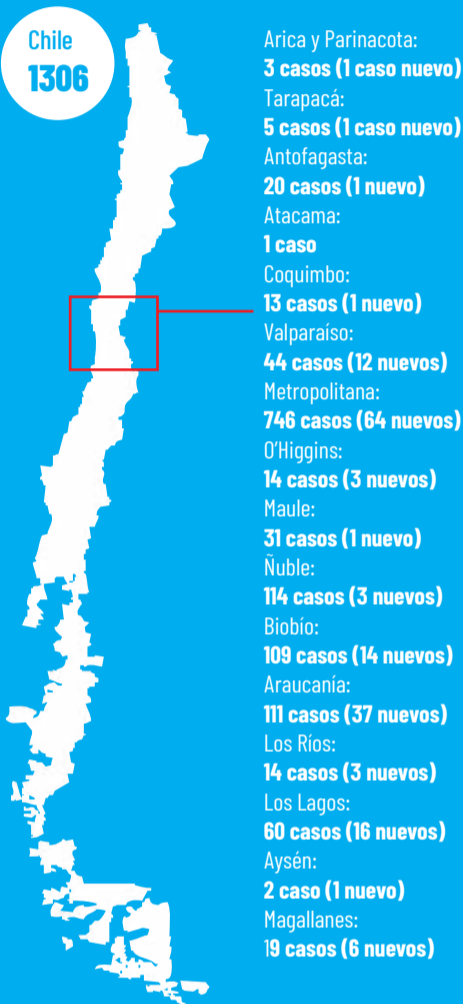 Chile
1306
Arica y Parinacota:
3 casos (1 caso nuevo)
Tarapacá:
5 casos (1 caso nuevo)
Antofagasta:
20 casos (1 nuevo)
Atacama:
1 caso
Coquimbo:
13 casos (1 nuevo)
Valparaíso:
44 casos (12 nuevos)
Metropolitana:
746 casos (64 nuevos)
O'Higgins:
14 casos (3 nuevos)
Maule:
31 casos (1 nuevo)
Ñuble:
114 casos (3 nuevos)
Biobío:
109 casos (14 nuevos)
Araucanía:
111 casos (37 nuevos)
Los Ríos:
14 casos (3 nuevos)
Los Lagos:
60 casos (16 nuevos)
Aysén:
2 caso (1 nuevo)
Magallanes:
19 casos (6 nuevos)